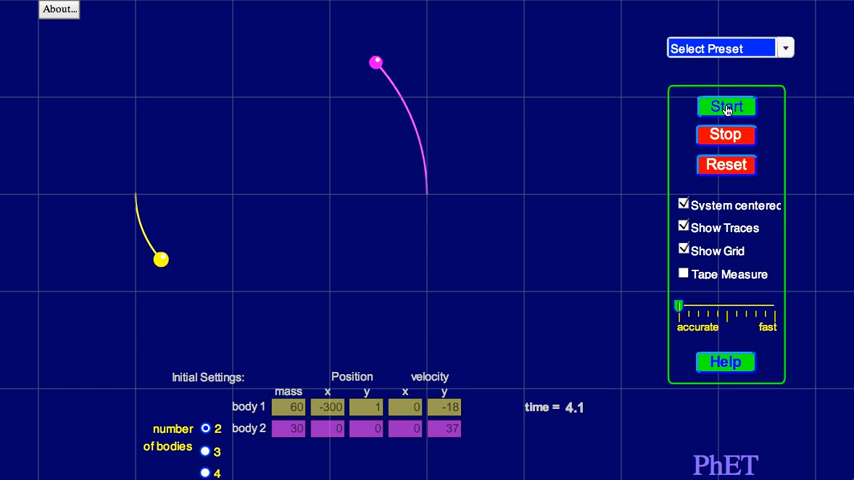 About...
Select Preset
Start
Stop
Reset
System centered
Show Traces
Show Grid
Tape Measure
accurate fast
Help
Initial Settings: Position velocity
mass x y x y
body 1 60 -300 1 0 -18
body 2 30 0 0 0 37
time = 4.1
number of bodies
2
3
4
PhET